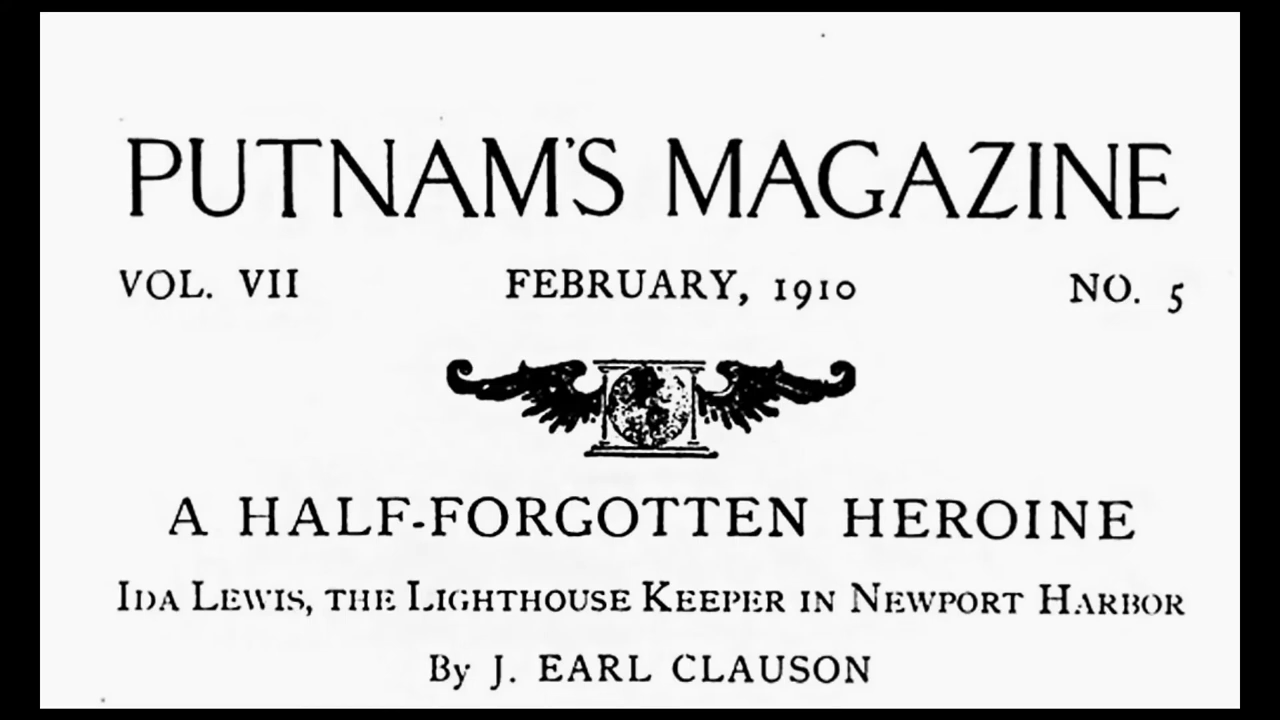 PUTNAM'S MAGAZINE
VOL. VII FEBRUARY, 1910 NO. 5
A HALF-FORGOTTEN HEROINE
IDA LEWIS, THE LIGHTHOUSE KEEPER IN NEWPORT HARBOR
By J. EARL CLAUSON